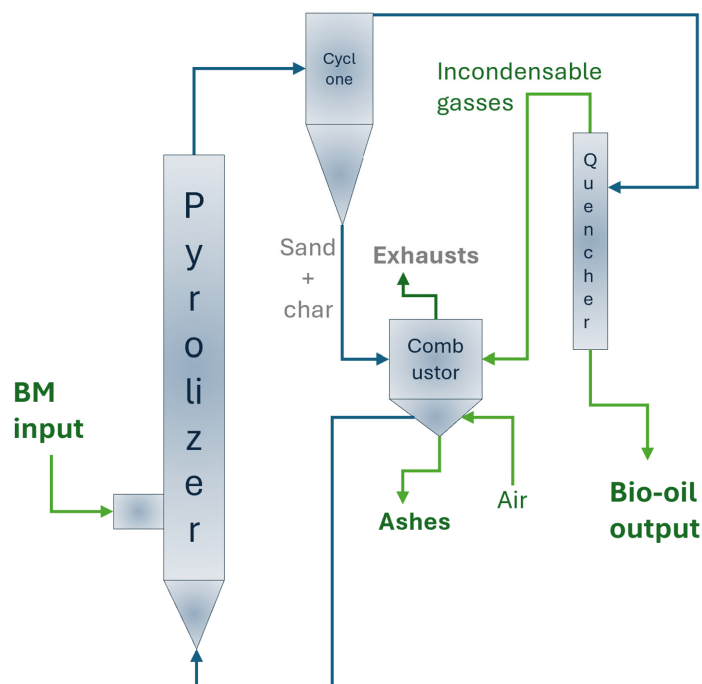 Cycl
one
Incondensable
gasses
Q
u
e
n
c
h
e
r
P
y
r
o
li
z
e
r
Sand
+
char
Exhausts
Comb
ustor
BM
input
Air
Ashes
Bio-oil
output